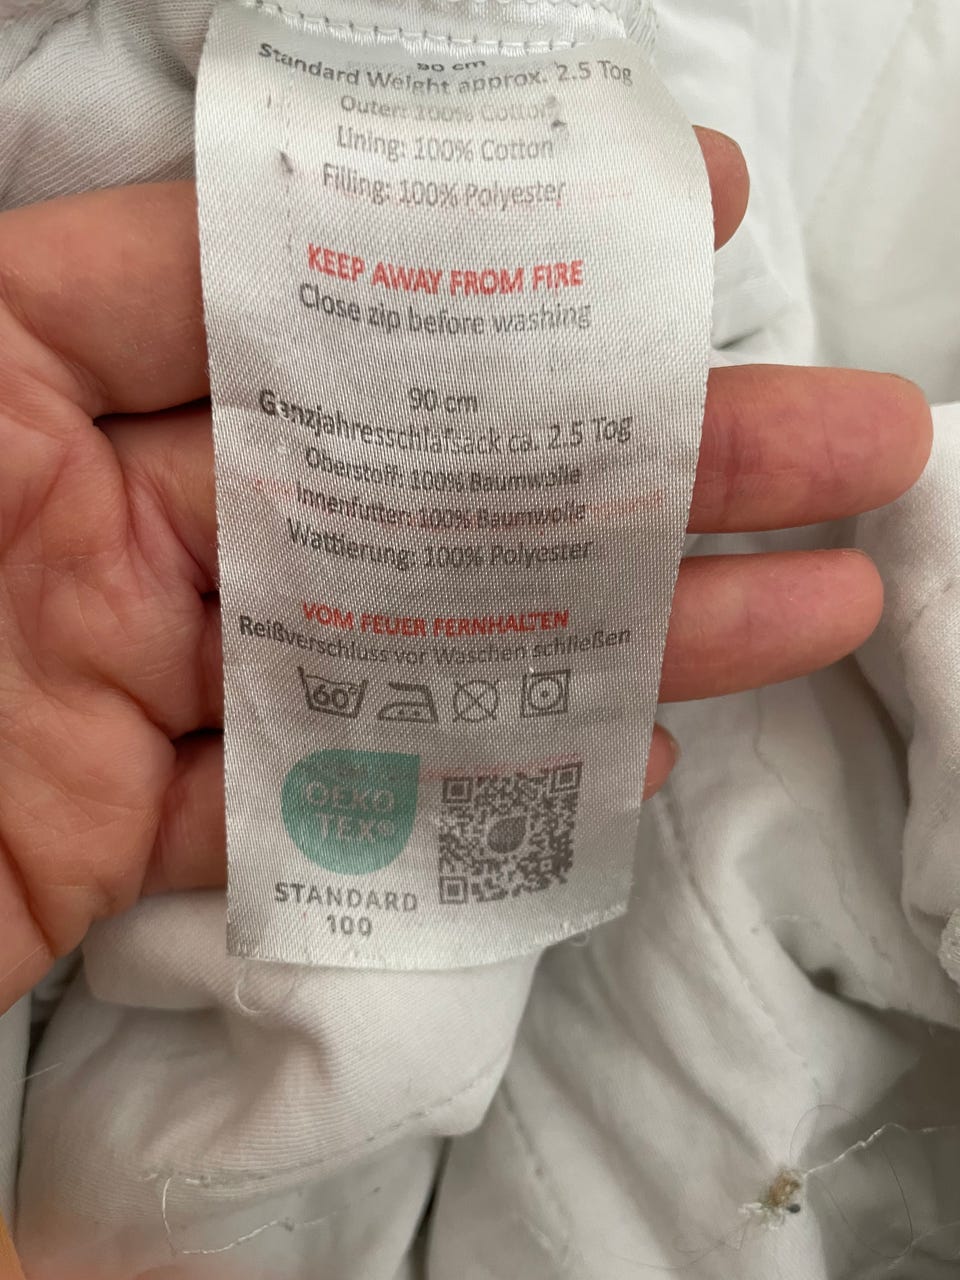 90 cm
Standard Weight approx. 2.5 Tog
Outer: 100% Cotton
Lining: 100% Cotton
Filling: 100% Polyester
KEEP AWAY FROM FIRE
Close zip before washing
90 cm
Ganzjahresschlafsack ca. 2.5 Tog
Oberstoff: 100% Baumwolle
Innenfutter: 100% Baumwolle
Wattierung: 100% Polyester
VOM FEUER FERNHALTEN
Reißverschluss vor Waschen schließen
60°
OEKO
TEX®
STANDARD
100